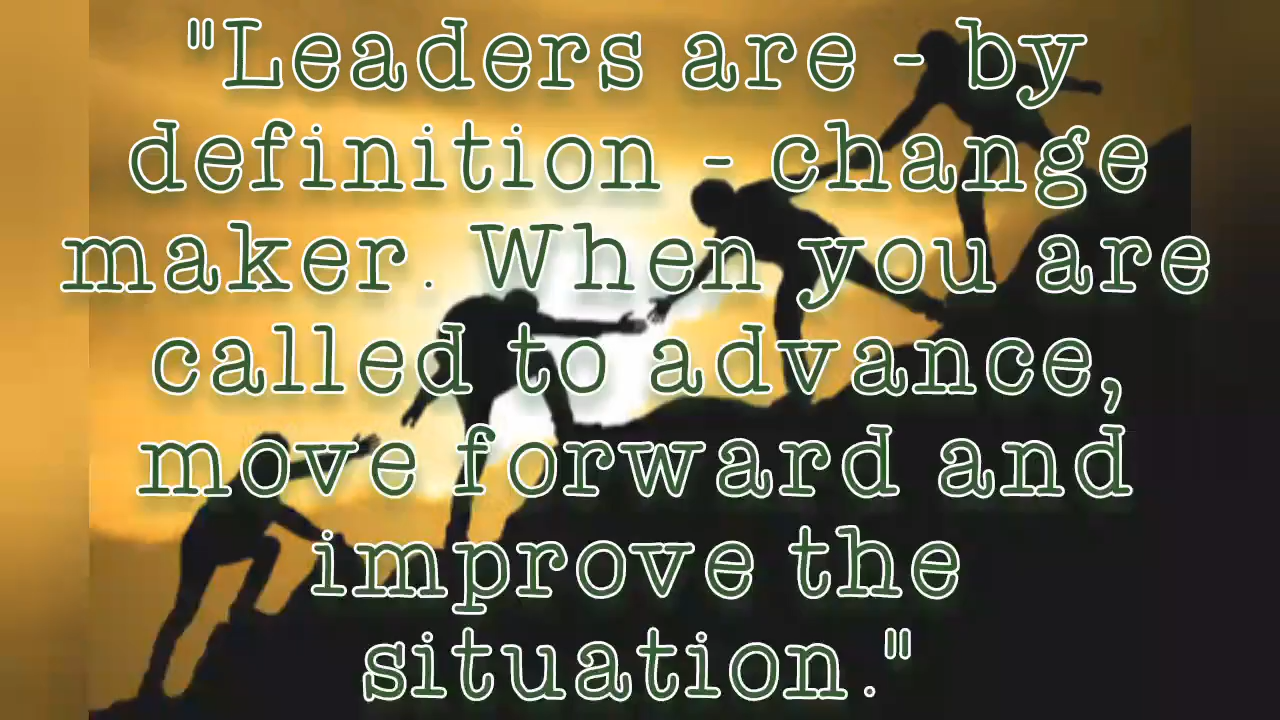 "Leaders are - by
definition - change
maker. When you are
called to advance,
move forward and
improve the
situation."